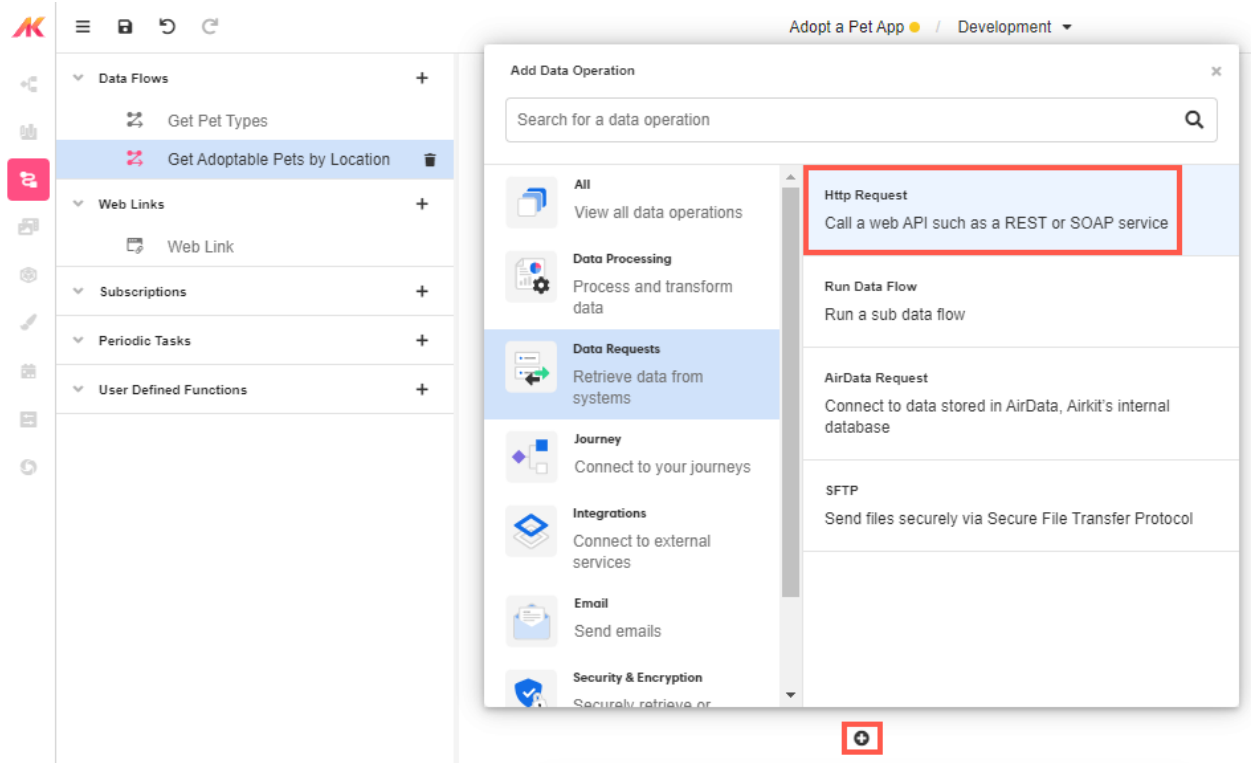 Adopt a Pet App / Development
Data Flows
Get Pet Types
Get Adoptable Pets by Location
Web Links
Web Link
Subscriptions
Periodic Tasks
User Defined Functions
Add Data Operation
Search for a data operation
All
View all data operations
Data Processing
Process and transform
data
Data Requests
Retrieve data from
systems
Journey
Connect to your journeys
Integrations
Connect to external
services
Email
Send emails
Security & Encryption
Securely retrieve or
Http Request
Call a web API such as a REST or SOAP service
Run Data Flow
Run a sub data flow
AirData Request
Connect to data stored in AirData, Airkit's internal
database
SFTP
Send files securely via Secure File Transfer Protocol